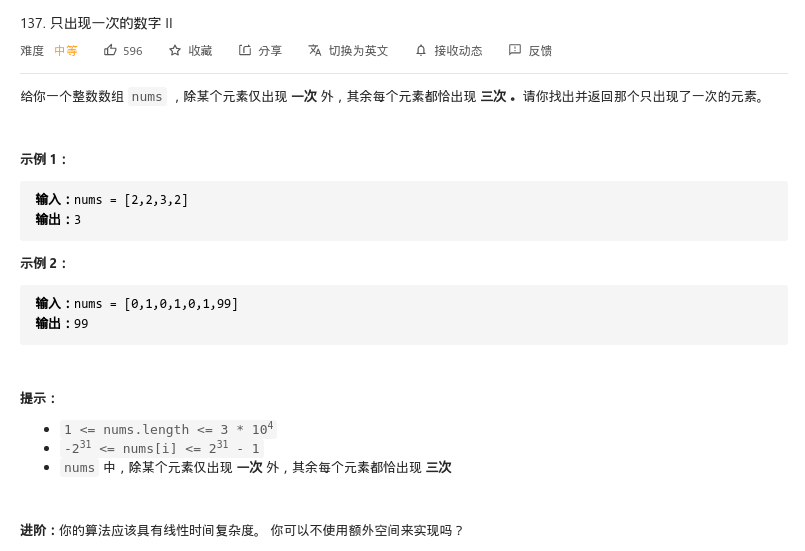 137. 只出现一次的数字 II
难度 中等 596 收藏 分享 切换为英文 接收动态 反馈
给你一个整数数组 nums ，除某个元素仅出现 一次 外，其余每个元素都恰出现 三次 。请你找出并返回那个只出现了一次的元素。
示例 1：
输入：nums = [2,2,3,2]
输出：3
示例 2：
输入：nums = [0,1,0,1,0,1,99]
输出：99
提示：
1 <= nums.length <= 3 * 10⁴
-2³¹ <= nums[i] <= 2³¹ - 1
nums 中，除某个元素仅出现 一次 外，其余每个元素都恰出现 三次
进阶：你的算法应该具有线性时间复杂度。 你可以不使用额外空间来实现吗？